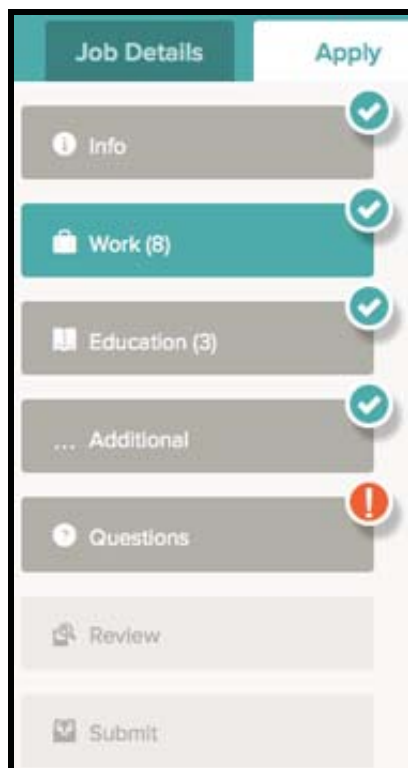 Job Details
Apply
Info
Work (8)
Education (3)
... Additional
Questions
Review
Submit